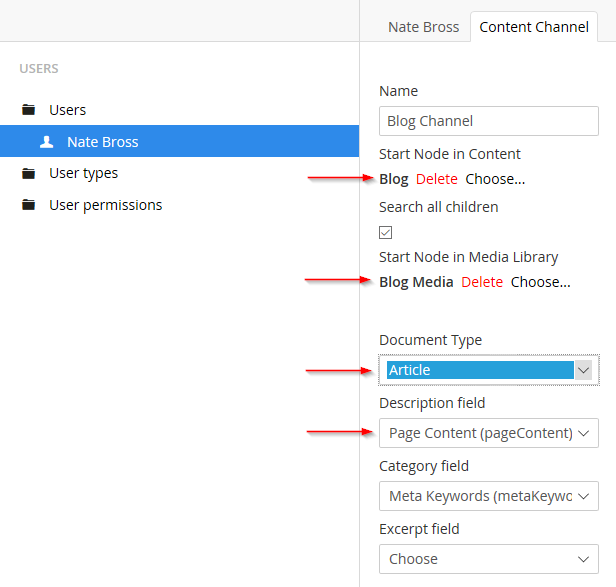 Nate Bross Content Channel
USERS
Users
Nate Bross
User types
User permissions
Name
Blog Channel
Start Node in Content
Blog Delete Choose...
Search all children
Start Node in Media Library
Blog Media Delete Choose...
Document Type
Article
Description field
Page Content (pageContent)
Category field
Meta Keywords (metaKeywo
Excerpt field
Choose